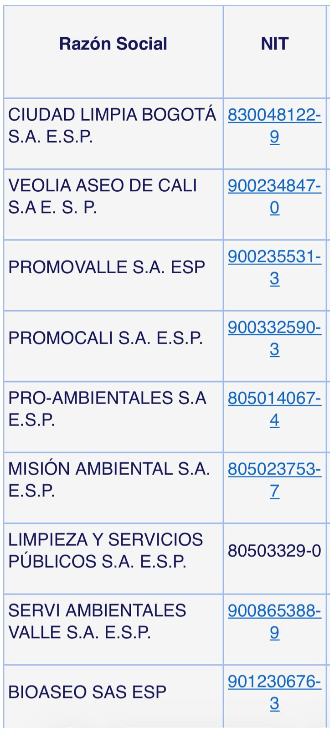 Razón Social NIT
CIUDAD LIMPIA BOGOTÁ 830048122-
S.A. E.S.P. 9
VEOLIA ASEO DE CALI 900234847-
S.A E. S. P. 0
PROMOVALLE S.A. ESP 900235531-
3
PROMOCALI S.A. E.S.P. 900332590-
3
PRO-AMBIENTALES S.A 805014067-
E.S.P. 4
MISIÓN AMBIENTAL S.A. 805023753-
E.S.P. 7
LIMPIEZA Y SERVICIOS
PÚBLICOS S.A. E.S.P. 80503329-0
SERVI AMBIENTALES 900865388-
VALLE S.A. E.S.P. 9
BIOASEO SAS ESP 901230676-
3